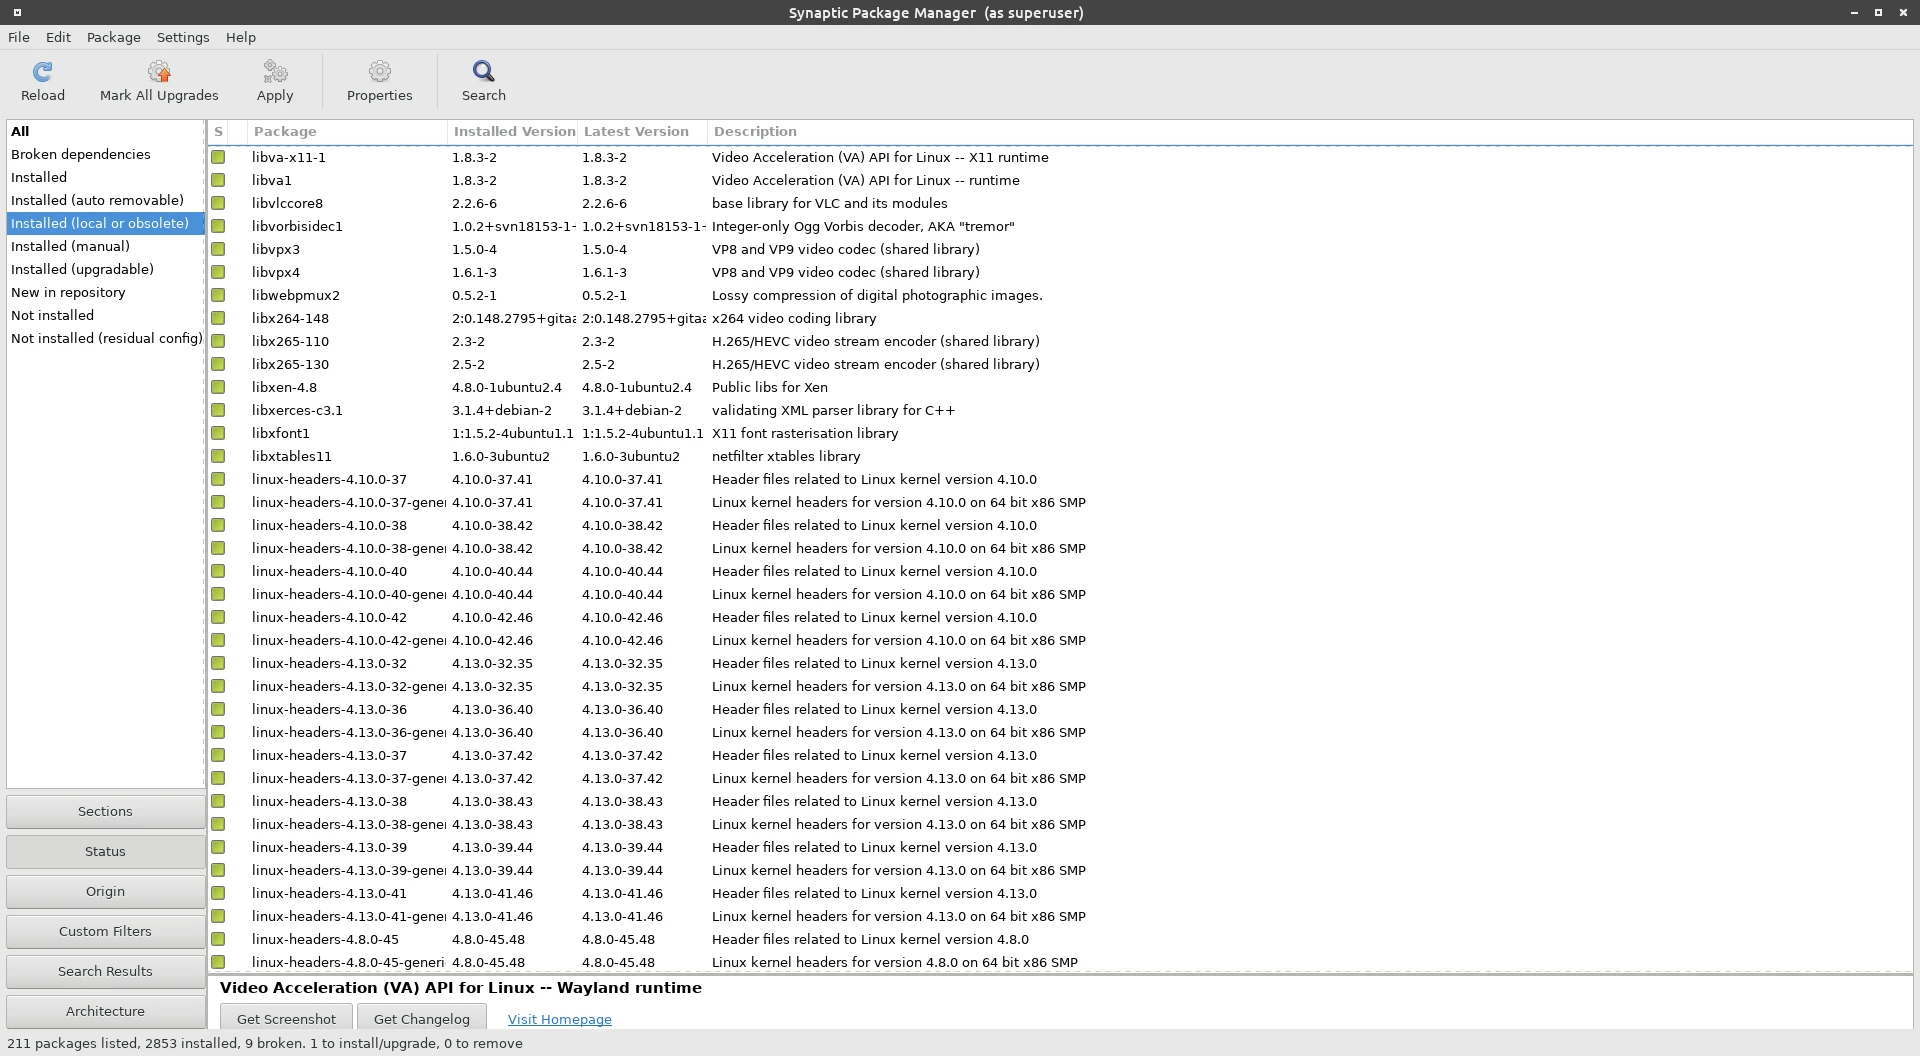 Synaptic Package Manager  (as superuser)
File Edit Package Settings Help
Reload Mark All Upgrades Apply Properties Search
All
Broken dependencies
Installed
Installed (auto removable)
Installed (local or obsolete)
Installed (manual)
Installed (upgradable)
New in repository
Not installed
Not installed (residual config)
Sections
Status
Origin
Custom Filters
Search Results
Architecture
S Package Installed Version Latest Version Description
libva-x11-1 1.8.3-2 1.8.3-2 Video Acceleration (VA) API for Linux -- X11 runtime
libva1 1.8.3-2 1.8.3-2 Video Acceleration (VA) API for Linux -- runtime
libvlccore8 2.2.6-6 2.2.6-6 base library for VLC and its modules
libvorbisidec1 1.0.2+svn18153-1- 1.0.2+svn18153-1- Integer-only Ogg Vorbis decoder, AKA "tremor"
libvpx3 1.5.0-4 1.5.0-4 VP8 and VP9 video codec (shared library)
libvpx4 1.6.1-3 1.6.1-3 VP8 and VP9 video codec (shared library)
libwebpmux2 0.5.2-1 0.5.2-1 Lossy compression of digital photographic images.
libx264-148 2:0.148.2795+gitaa 2:0.148.2795+gitaa x264 video coding library
libx265-110 2.3-2 2.3-2 H.265/HEVC video stream encoder (shared library)
libx265-130 2.5-2 2.5-2 H.265/HEVC video stream encoder (shared library)
libxen-4.8 4.8.0-1ubuntu2.4 4.8.0-1ubuntu2.4 Public libs for Xen
libxerces-c3.1 3.1.4+debian-2 3.1.4+debian-2 validating XML parser library for C++
libxfont1 1:1.5.2-4ubuntu1.1 1:1.5.2-4ubuntu1.1 X11 font rasterisation library
libxtables11 1.6.0-3ubuntu2 1.6.0-3ubuntu2 netfilter xtables library
linux-headers-4.10.0-37 4.10.0-37.41 4.10.0-37.41 Header files related to Linux kernel version 4.10.0
linux-headers-4.10.0-37-gener 4.10.0-37.41 4.10.0-37.41 Linux kernel headers for version 4.10.0 on 64 bit x86 SMP
linux-headers-4.10.0-38 4.10.0-38.42 4.10.0-38.42 Header files related to Linux kernel version 4.10.0
linux-headers-4.10.0-38-gener 4.10.0-38.42 4.10.0-38.42 Linux kernel headers for version 4.10.0 on 64 bit x86 SMP
linux-headers-4.10.0-40 4.10.0-40.44 4.10.0-40.44 Header files related to Linux kernel version 4.10.0
linux-headers-4.10.0-40-gener 4.10.0-40.44 4.10.0-40.44 Linux kernel headers for version 4.10.0 on 64 bit x86 SMP
linux-headers-4.10.0-42 4.10.0-42.46 4.10.0-42.46 Header files related to Linux kernel version 4.10.0
linux-headers-4.10.0-42-gener 4.10.0-42.46 4.10.0-42.46 Linux kernel headers for version 4.10.0 on 64 bit x86 SMP
linux-headers-4.13.0-32 4.13.0-32.35 4.13.0-32.35 Header files related to Linux kernel version 4.13.0
linux-headers-4.13.0-32-gener 4.13.0-32.35 4.13.0-32.35 Linux kernel headers for version 4.13.0 on 64 bit x86 SMP
linux-headers-4.13.0-36 4.13.0-36.40 4.13.0-36.40 Header files related to Linux kernel version 4.13.0
linux-headers-4.13.0-36-gener 4.13.0-36.40 4.13.0-36.40 Linux kernel headers for version 4.13.0 on 64 bit x86 SMP
linux-headers-4.13.0-37 4.13.0-37.42 4.13.0-37.42 Header files related to Linux kernel version 4.13.0
linux-headers-4.13.0-37-gener 4.13.0-37.42 4.13.0-37.42 Linux kernel headers for version 4.13.0 on 64 bit x86 SMP
linux-headers-4.13.0-38 4.13.0-38.43 4.13.0-38.43 Header files related to Linux kernel version 4.13.0
linux-headers-4.13.0-38-gener 4.13.0-38.43 4.13.0-38.43 Linux kernel headers for version 4.13.0 on 64 bit x86 SMP
linux-headers-4.13.0-39 4.13.0-39.44 4.13.0-39.44 Header files related to Linux kernel version 4.13.0
linux-headers-4.13.0-39-gener 4.13.0-39.44 4.13.0-39.44 Linux kernel headers for version 4.13.0 on 64 bit x86 SMP
linux-headers-4.13.0-41 4.13.0-41.46 4.13.0-41.46 Header files related to Linux kernel version 4.13.0
linux-headers-4.13.0-41-gener 4.13.0-41.46 4.13.0-41.46 Linux kernel headers for version 4.13.0 on 64 bit x86 SMP
linux-headers-4.8.0-45 4.8.0-45.48 4.8.0-45.48 Header files related to Linux kernel version 4.8.0
linux-headers-4.8.0-45-generi 4.8.0-45.48 4.8.0-45.48 Linux kernel headers for version 4.8.0 on 64 bit x86 SMP
Video Acceleration (VA) API for Linux -- Wayland runtime
Get Screenshot Get Changelog Visit Homepage
211 packages listed, 2853 installed, 9 broken. 1 to install/upgrade, 0 to remove